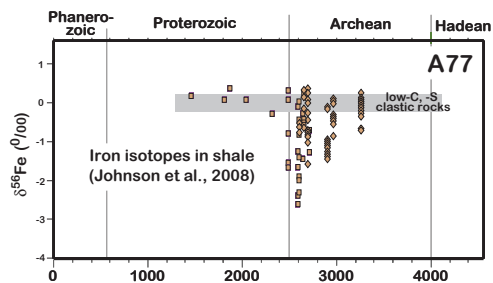 Phanero-
zoic
Proterozoic
Archean
Hadean
A77
low-C, -S
clastic rocks
Iron isotopes in shale
(Johnson et al., 2008)
δ56Fe (0/00)
1
0
-1
-2
-3
-4
0
1000
2000
3000
4000